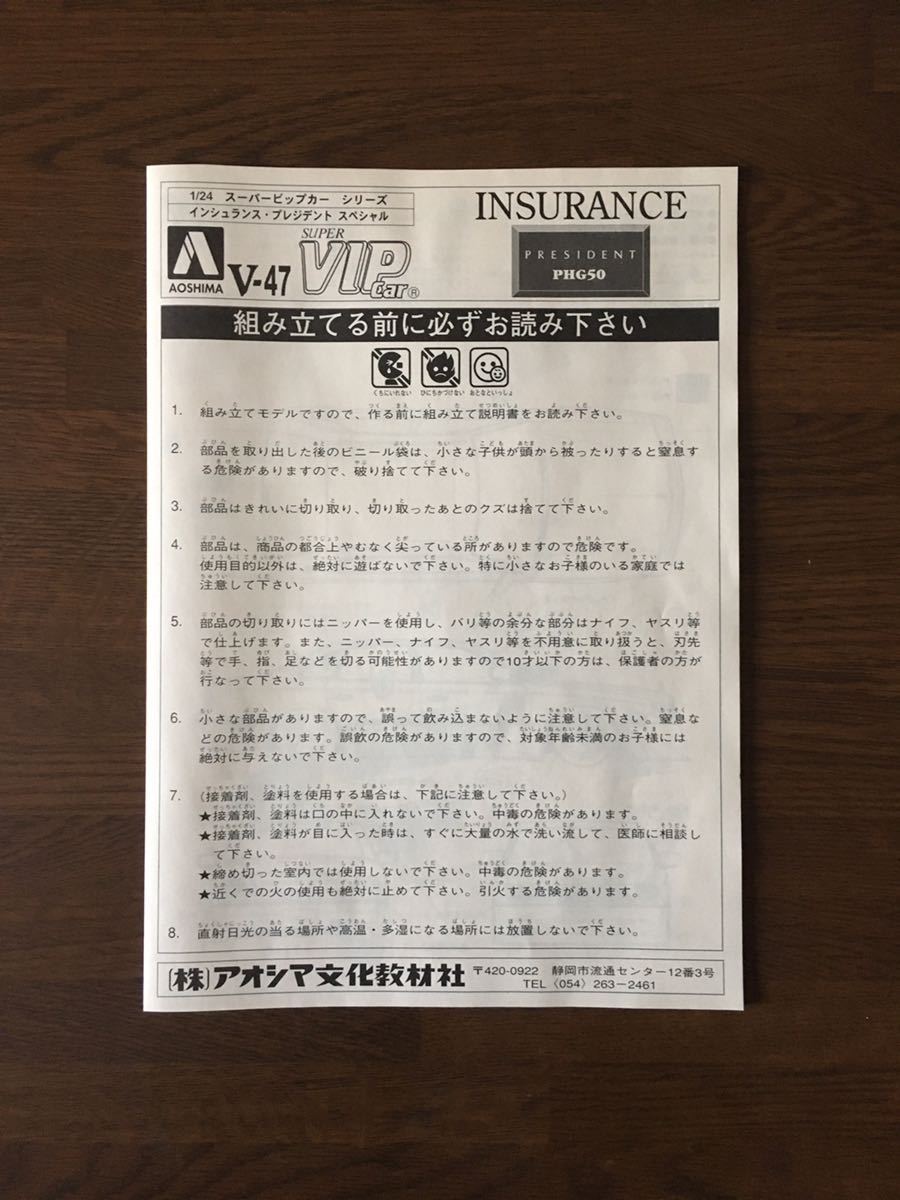 1/24 スーパービップカー シリーズ
インシュランス・プレジデント スペシャル
INSURANCE
AOSHIMA
V-47
SUPER
VIP
car®
PRESIDENT
PHG50
組み立てる前に必ずお読み下さい
くちにいれない
ひにちかづけない
おとなといっしょ
1. 組み立てモデルですので、作る前に組み立て説明書をお読み下さい。
2. 部品を取り出した後のビニール袋は、小さな子供が頭から被ったりすると窒息す
る危険がありますので、破り捨てて下さい。
3. 部品はきれいに切り取り、切り取ったあとのクズは捨てて下さい。
4. 部品は、商品の都合上やむなく尖っている所がありますので危険です。
使用目的以外は、絶対に遊ばないで下さい。特に小さなお子様のいる家庭では
注意して下さい。
5. 部品の切り取りにはニッパーを使用し、バリ等の余分な部分はナイフ、ヤスリ等
で仕上げます。また、ニッパー、ナイフ、ヤスリ等を不用意に取り扱うと、刃先
等で手、指、足などを切る可能性がありますので10才以下の方は、保護者の方が
行なって下さい。
6. 小さな部品がありますので、誤って飲み込まないように注意して下さい。窒息な
どの危険があります。誤飲の危険がありますので、対象年齢未満のお子様には
絶対に与えないで下さい。
7. (接着剤、塗料を使用する場合は、下記に注意して下さい。)
★接着剤、塗料は口の中に入れないで下さい。中毒の危険があります。
★接着剤、塗料が目に入った時は、すぐに大量の水で洗い流して、医師に相談し
て下さい。
★締め切った室内では使用しないで下さい。中毒の危険があります。
★近くでの火の使用も絶対に止めて下さい。引火する危険があります。
8. 直射日光の当る場所や高温・多湿になる場所には放置しないで下さい。
(株)アオシマ文化教材社
〒420-0922 静岡市流通センター12番3号
TEL〈054〉263-2461